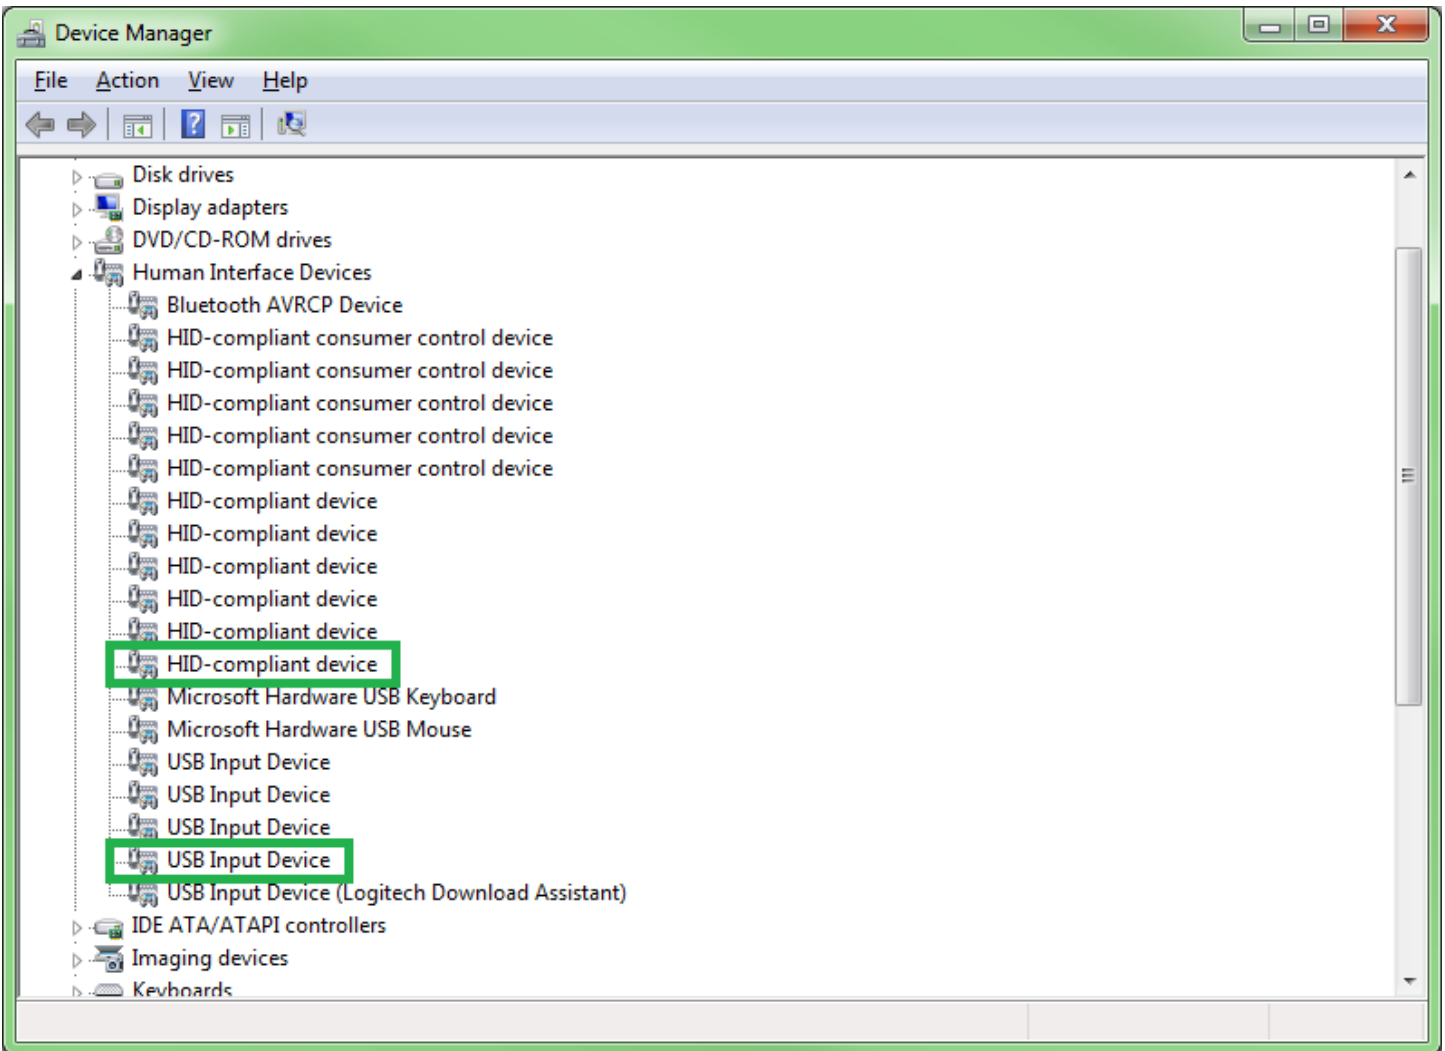 Device Manager
File Action View Help
Disk drives
Display adapters
DVD/CD-ROM drives
Human Interface Devices
Bluetooth AVRCP Device
HID-compliant consumer control device
HID-compliant consumer control device
HID-compliant consumer control device
HID-compliant consumer control device
HID-compliant consumer control device
HID-compliant device
HID-compliant device
HID-compliant device
HID-compliant device
HID-compliant device
HID-compliant device
Microsoft Hardware USB Keyboard
Microsoft Hardware USB Mouse
USB Input Device
USB Input Device
USB Input Device
USB Input Device
USB Input Device (Logitech Download Assistant)
IDE ATA/ATAPI controllers
Imaging devices
Keyboards